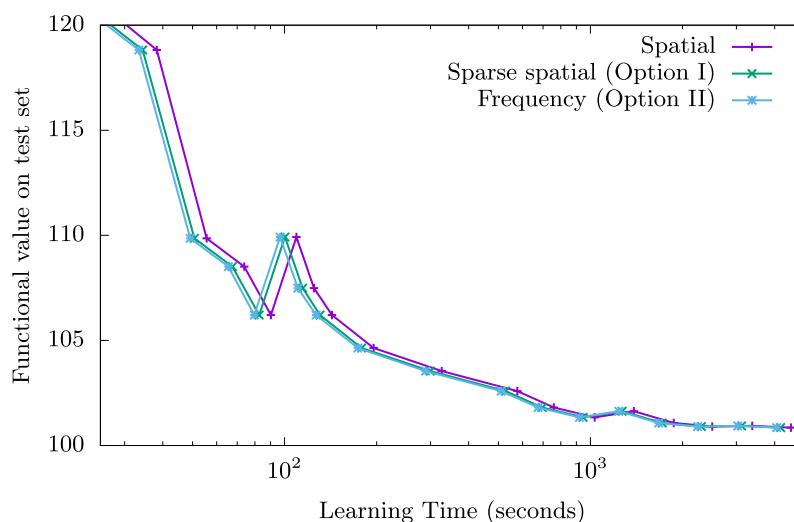 120
115
110
105
100
Functional value on test set
Spatial
Sparse spatial (Option I)
Frequency (Option II)
10²
10³
Learning Time (seconds)